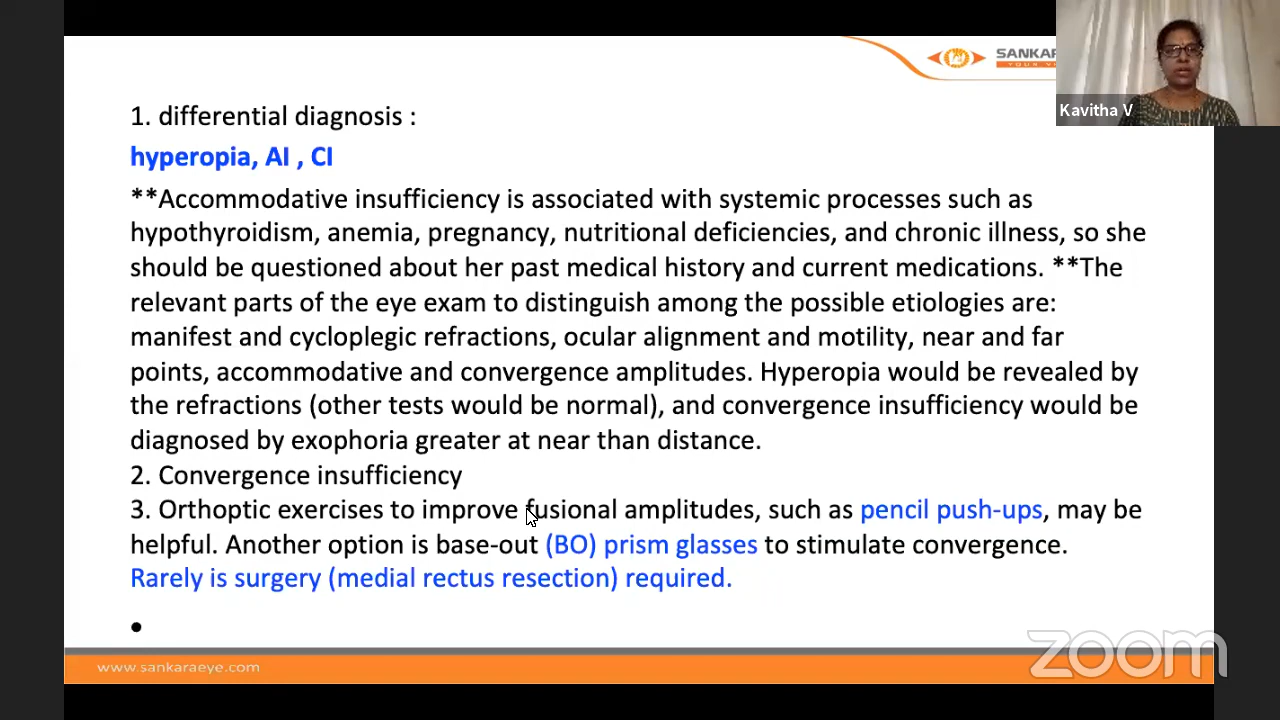 SANKARA
Kavitha V
1. differential diagnosis :
hyperopia, AI , CI
**Accommodative insufficiency is associated with systemic processes such as
hypothyroidism, anemia, pregnancy, nutritional deficiencies, and chronic illness, so she
should be questioned about her past medical history and current medications. **The
relevant parts of the eye exam to distinguish among the possible etiologies are:
manifest and cycloplegic refractions, ocular alignment and motility, near and far
points, accommodative and convergence amplitudes. Hyperopia would be revealed by
the refractions (other tests would be normal), and convergence insufficiency would be
diagnosed by exophoria greater at near than distance.
2. Convergence insufficiency
3. Orthoptic exercises to improve fusional amplitudes, such as pencil push-ups, may be
helpful. Another option is base-out (BO) prism glasses to stimulate convergence.
Rarely is surgery (medial rectus resection) required.
•
zoom
www.sankaraeye.com